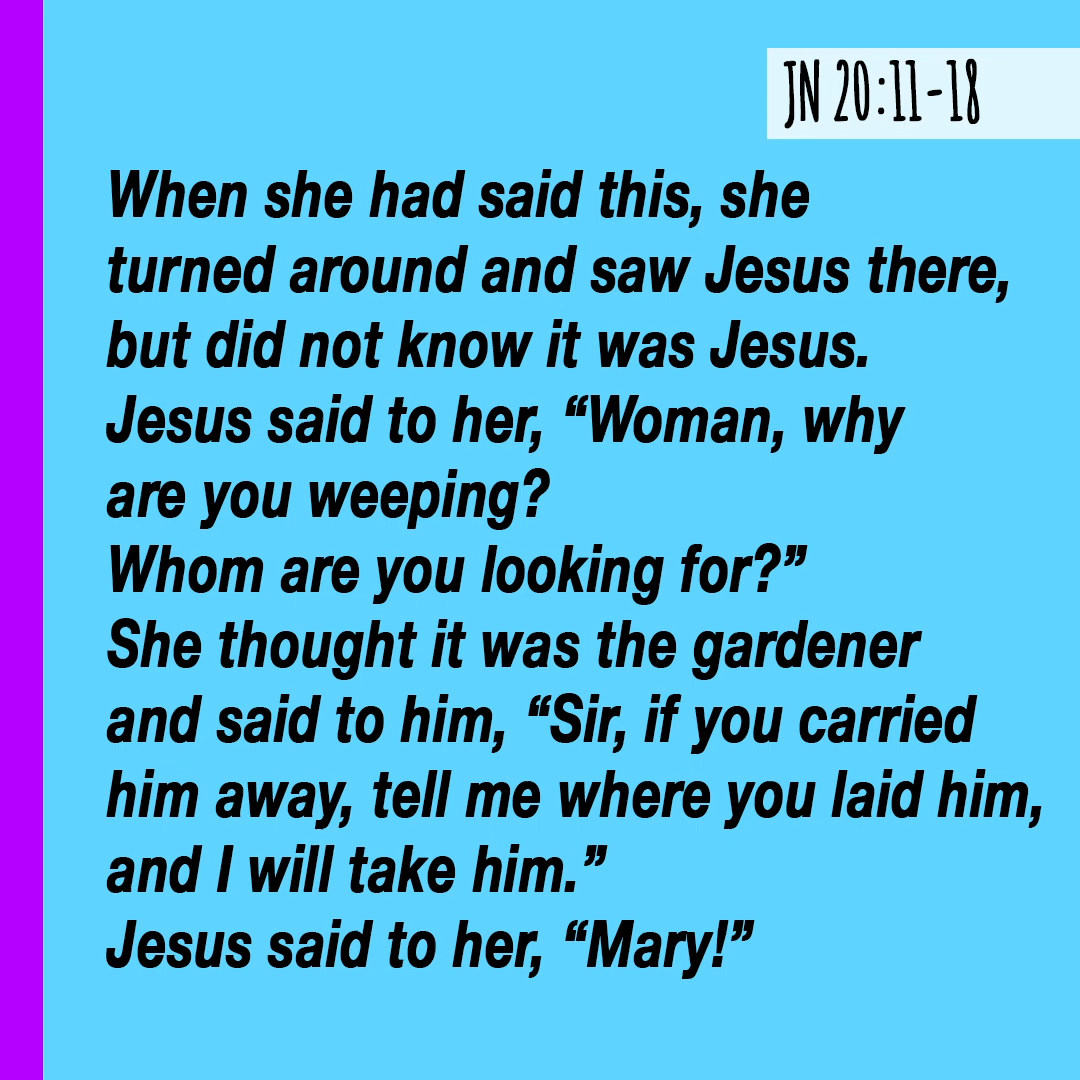 JN 20:11-18
When she had said this, she
turned around and saw Jesus there,
but did not know it was Jesus.
Jesus said to her, “Woman, why
are you weeping?
Whom are you looking for?”
She thought it was the gardener
and said to him, “Sir, if you carried
him away, tell me where you laid him,
and I will take him.”
Jesus said to her, “Mary!”